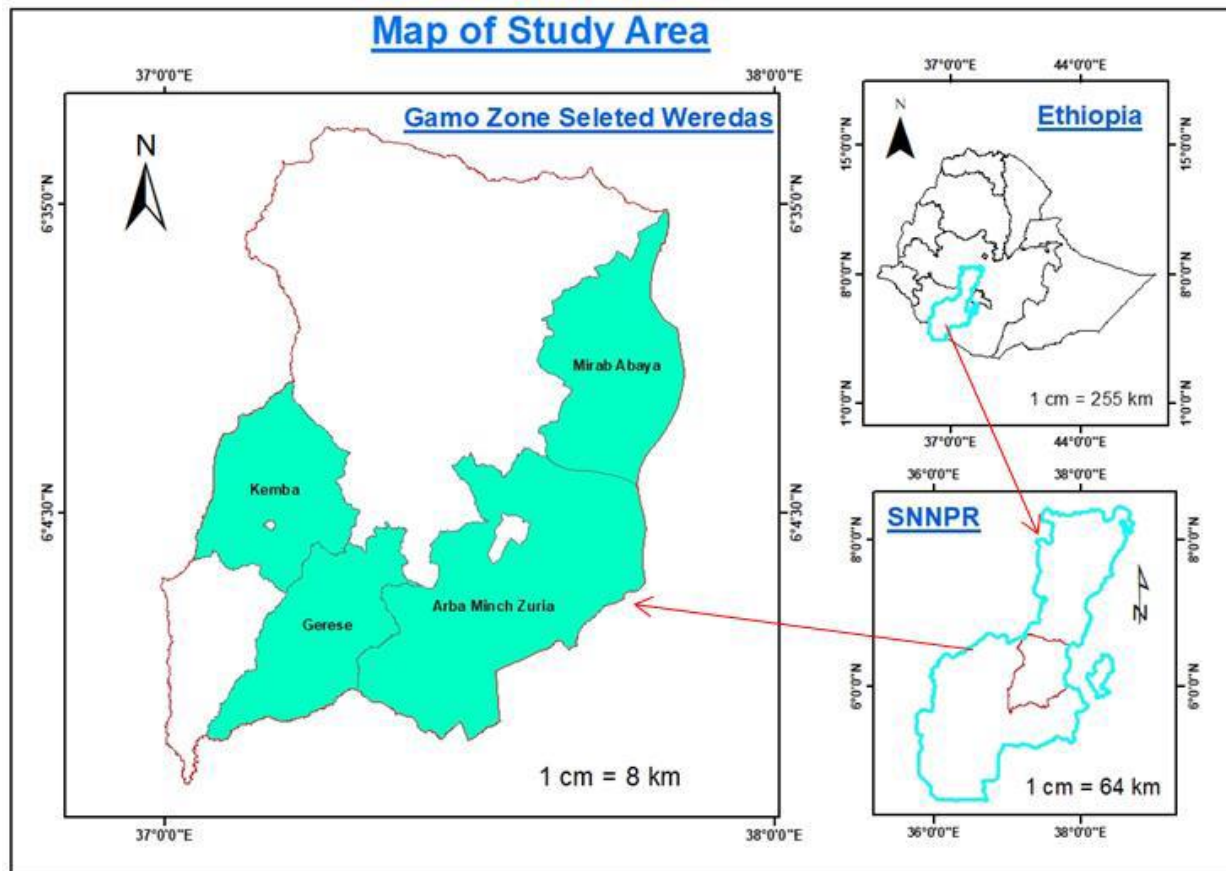 Map of Study Area
37°0'0"E 38°0'0"E
Gamo Zone Seleted Weredas
N
6°35'0"N 6°35'0"N
Mirab Abaya
Kemba
6°4'30"N 6°4'30"N
Arba Minch Zuria
Gerese
1 cm = 8 km
37°0'0"E 38°0'0"E
37°0'0"E 44°0'0"E
N
Ethiopia
15°0'0"N 15°0'0"N
8°0'0"N 8°0'0"N
1°0'0"N 1°0'0"N
1 cm = 255 km
37°0'0"E 44°0'0"E
36°0'0"E 38°0'0"E
SNNPR
8°0'0"N 8°0'0"N
N
6°0'0"N 6°0'0"N
1 cm = 64 km
36°0'0"E 38°0'0"E